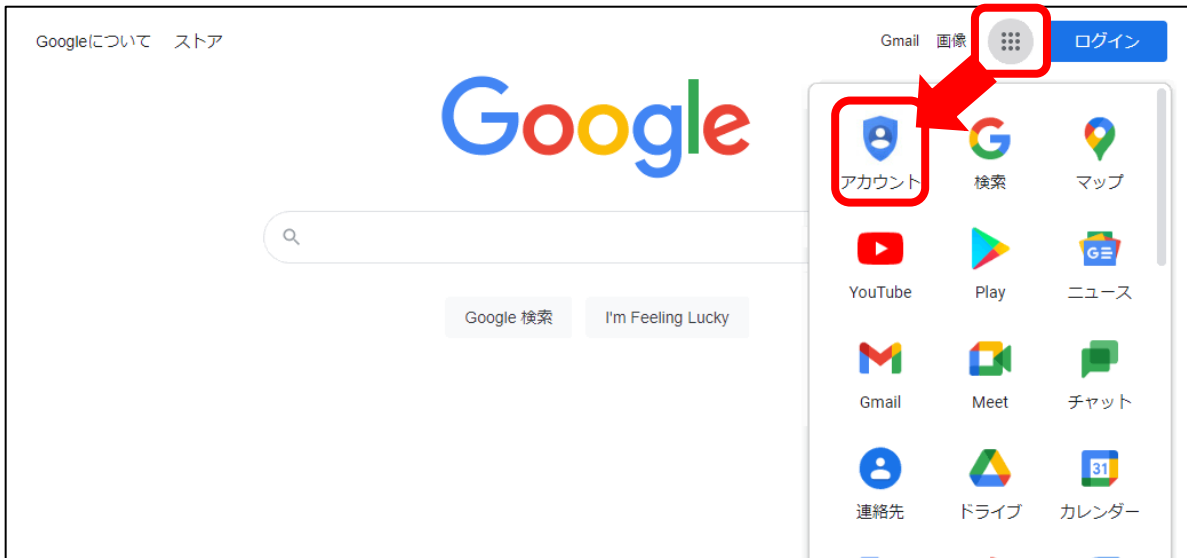 Googleについて ストア
Gmail 画像 ログイン
Google
アカウント 検索 マップ
GE
YouTube Play ニュース
Google 検索 I'm Feeling Lucky
Gmail Meet チャット
31
連絡先 ドライブ カレンダー